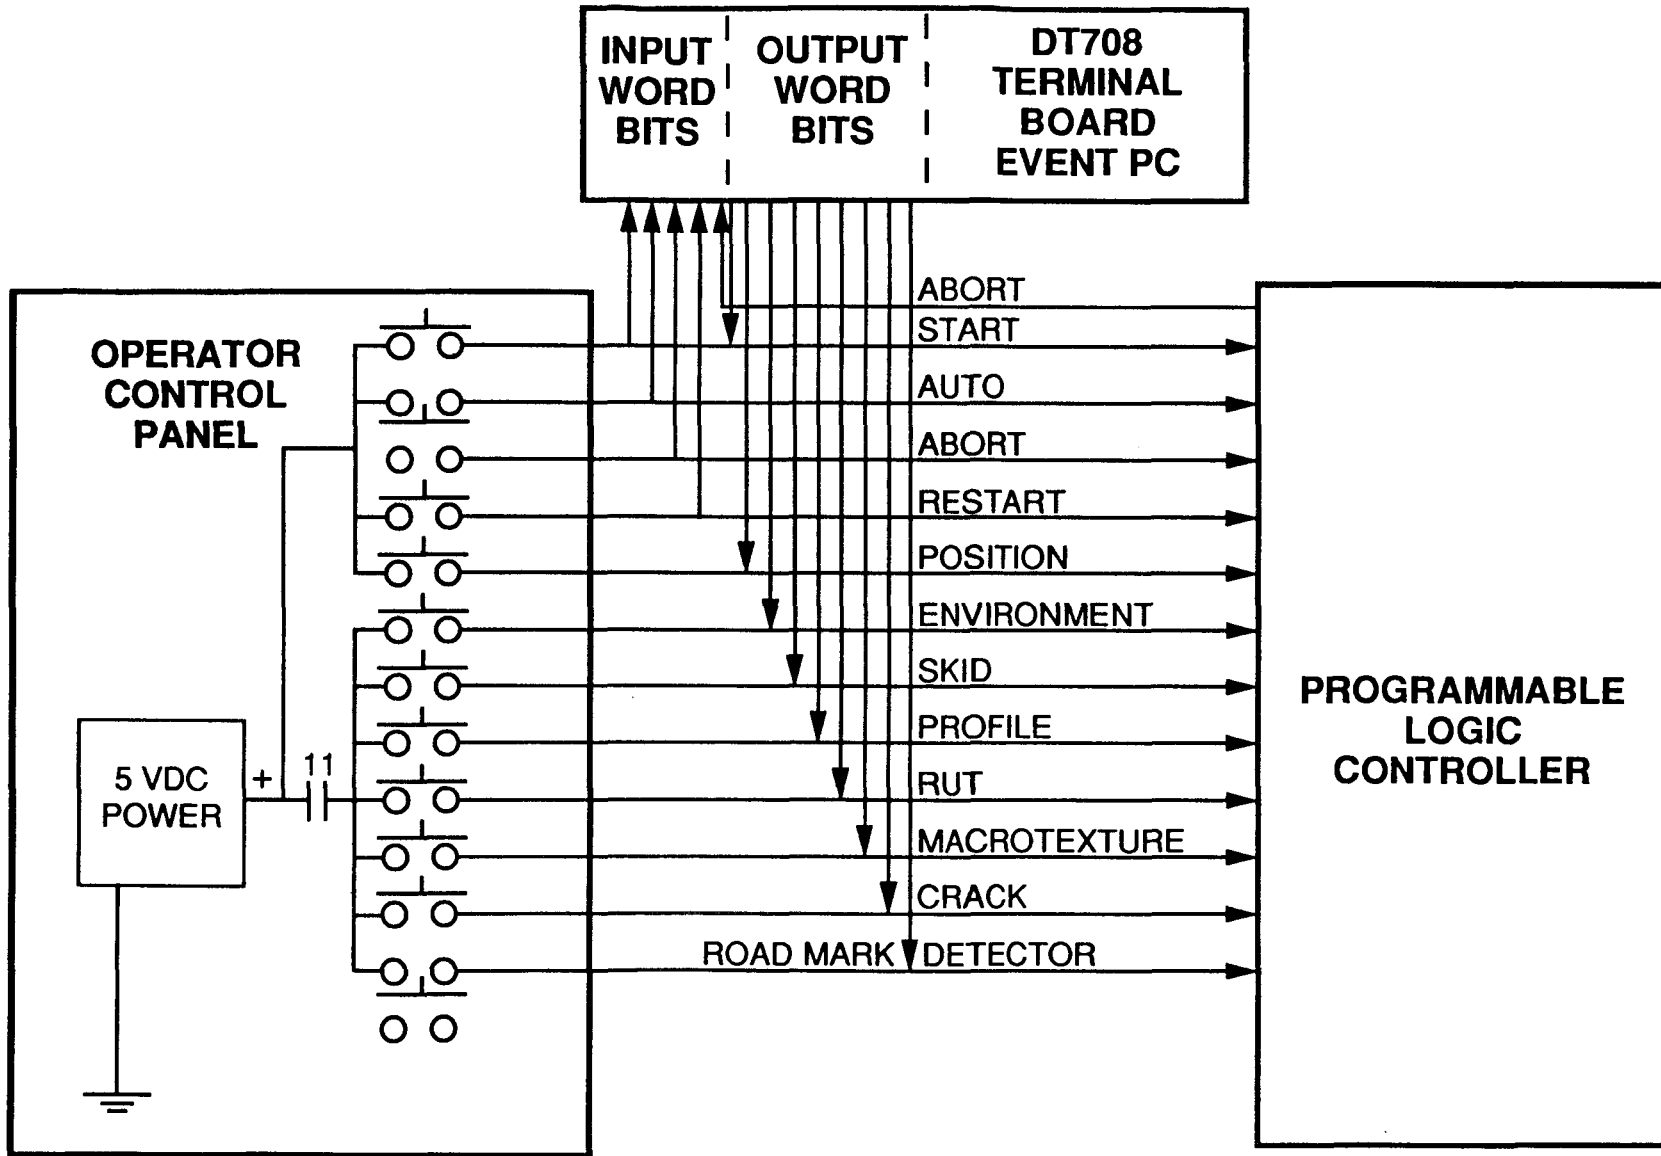 INPUT
WORD
BITS
OUTPUT
WORD
BITS
DT708
TERMINAL
BOARD
EVENT PC
OPERATOR
CONTROL
PANEL
ABORT
START
AUTO
ABORT
RESTART
POSITION
ENVIRONMENT
SKID
PROFILE
RUT
MACROTEXTURE
CRACK
ROAD MARK DETECTOR
5 VDC
POWER
+
11
PROGRAMMABLE
LOGIC
CONTROLLER